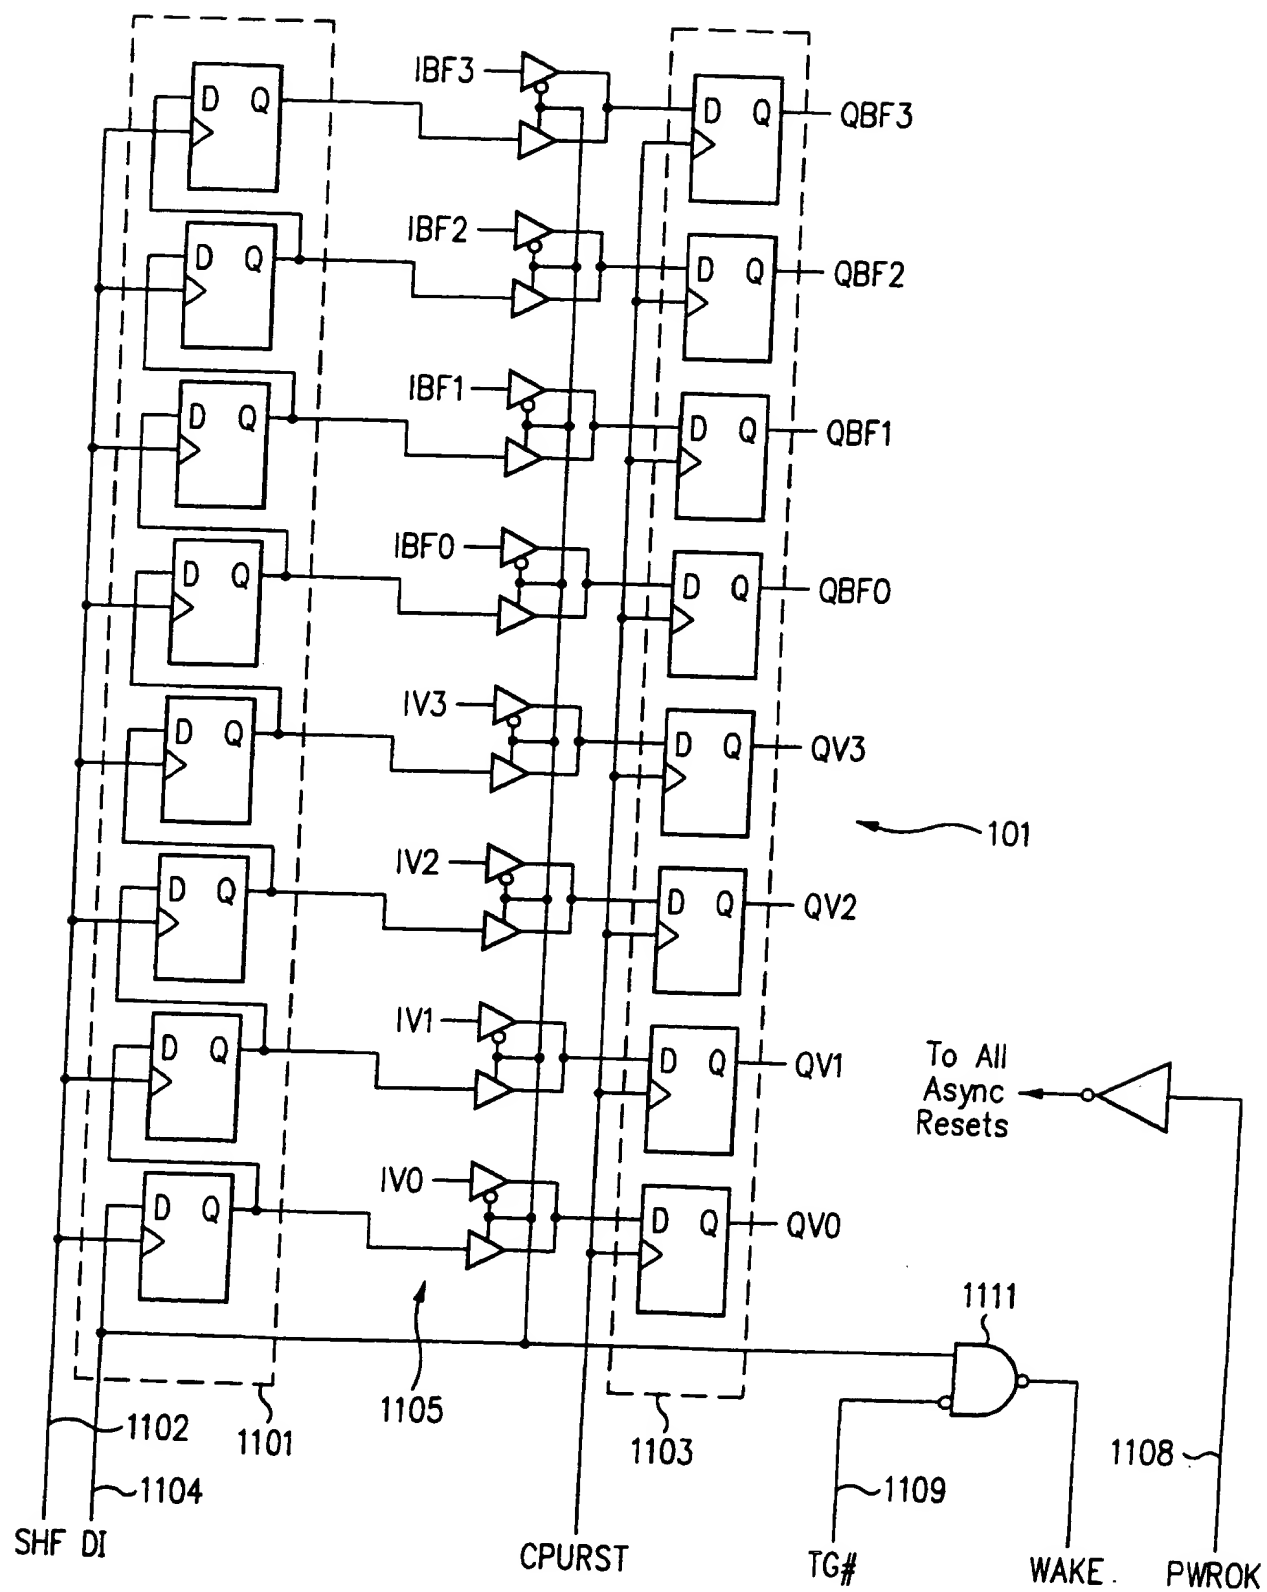 IBF3
D Q
D Q
QBF3
IBF2
D Q
D Q
QBF2
IBF1
D Q
D Q
QBF1
IBF0
D Q
D Q
QBF0
IV3
D Q
D Q
QV3
101
IV2
D Q
D Q
QV2
IV1
D Q
D Q
QV1
To All
Async
Resets
IV0
D Q
D Q
QV0
1111
1105
1102
1101
1103
1108
1104
1109
SHF DI
CPURST
TG#
WAKE
PWROK